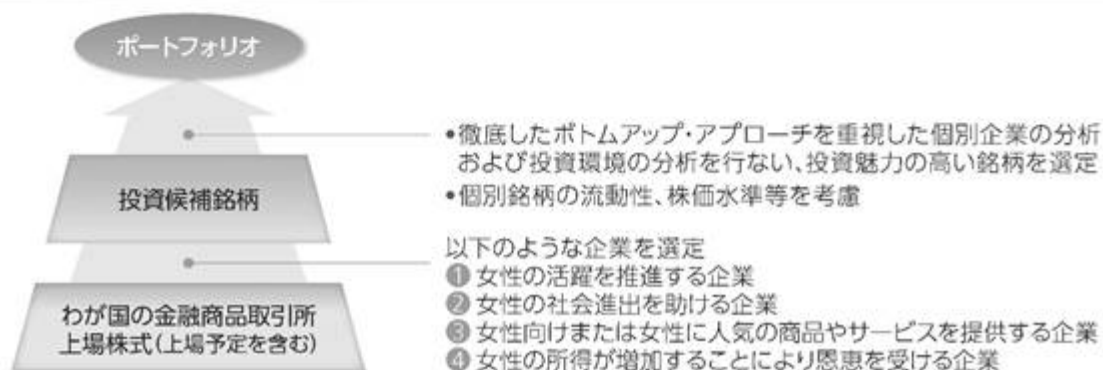 ポートフォリオ
•徹底したボトムアップ・アプローチを重視した個別企業の分析
および投資環境の分析を行ない、投資魅力の高い銘柄を選定
•個別銘柄の流動性、株価水準等を考慮
投資候補銘柄
以下のような企業を選定
❶ 女性の活躍を推進する企業
❷ 女性の社会進出を助ける企業
❸ 女性向けまたは女性に人気の商品やサービスを提供する企業
❹ 女性の所得が増加することにより恩恵を受ける企業
わが国の金融商品取引所
上場株式(上場予定を含む)